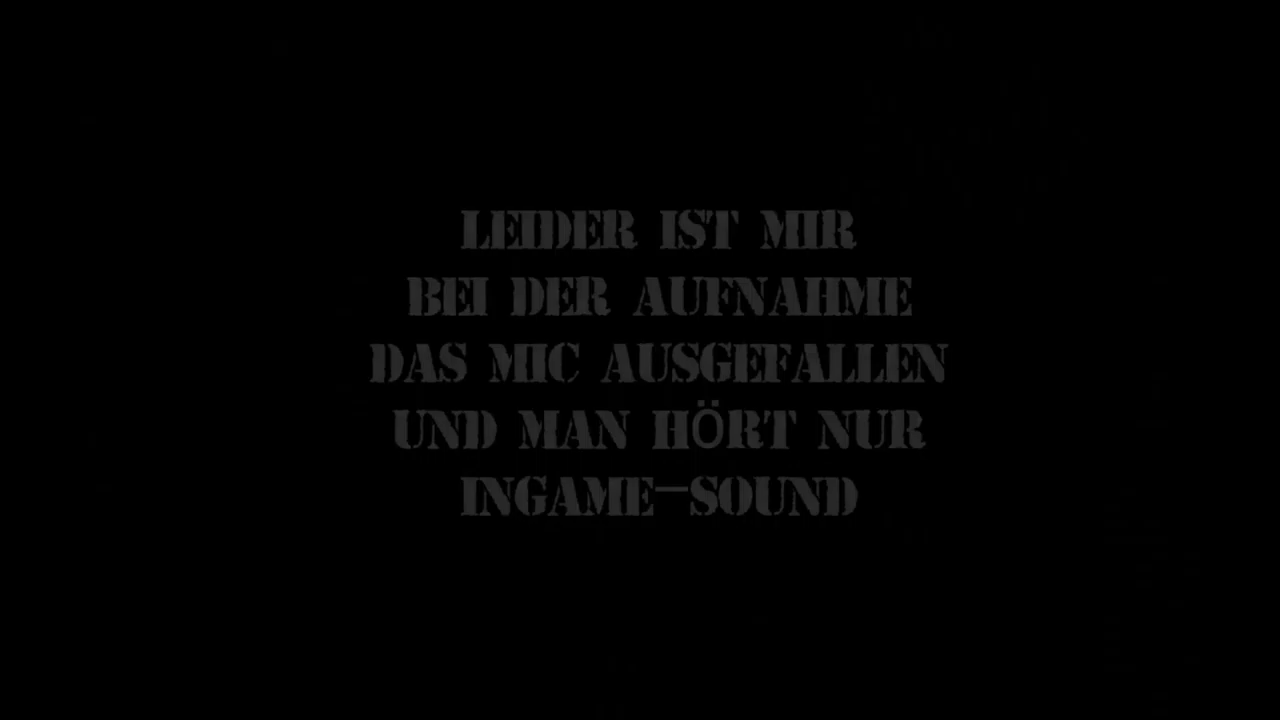 LEIDER IST MIR
BEI DER AUFNAHME
DAS MIC AUSGEFALLEN
UND MAN HÖRT NUR
INGAME-SOUND